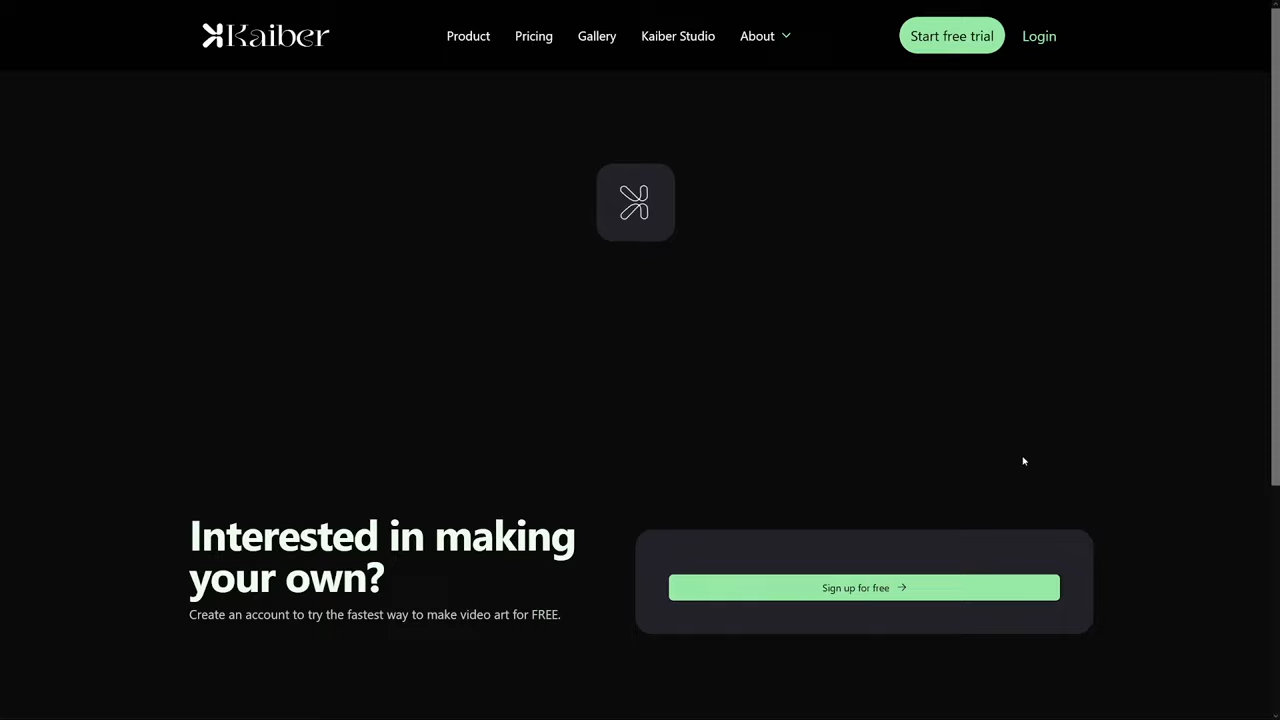 Kaiber
Product Pricing Gallery Kaiber Studio About Start free trial Login
Interested in making
your own?
Create an account to try the fastest way to make video art for FREE.
Sign up for free